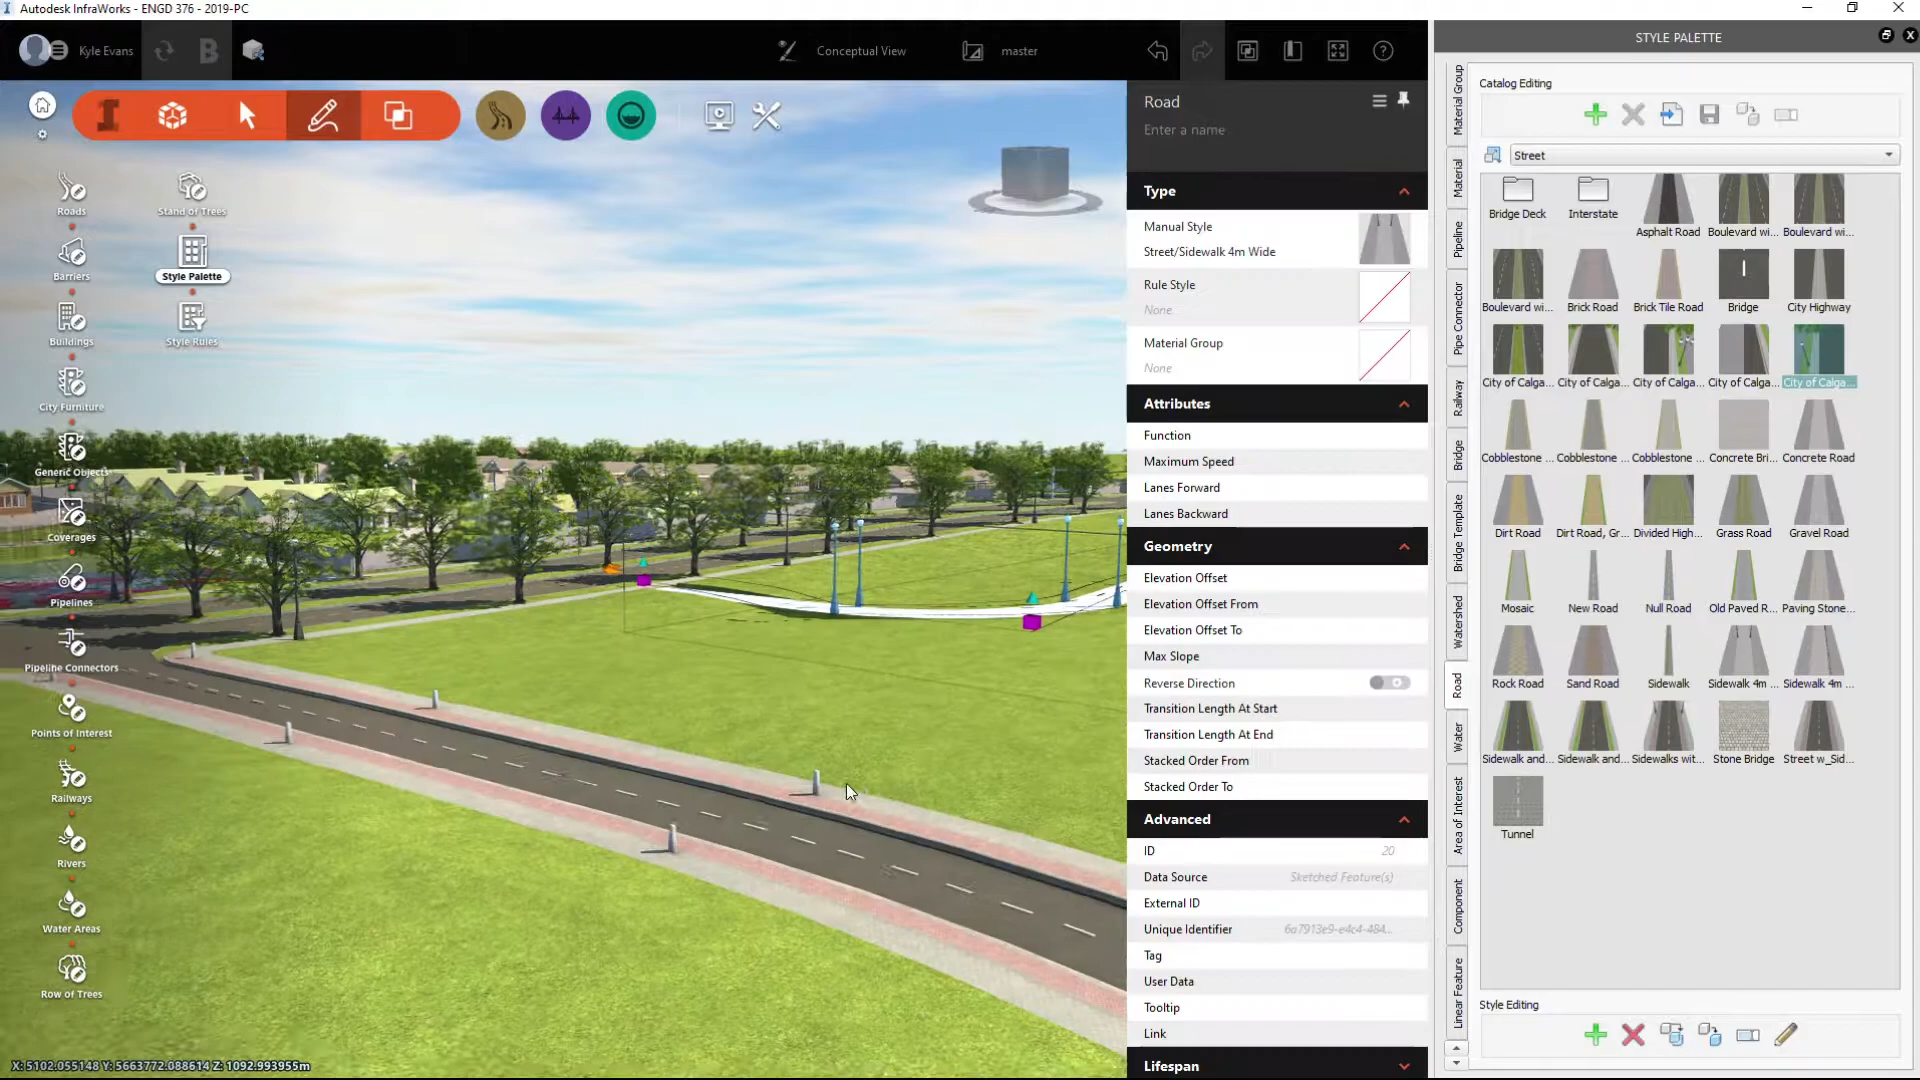 Autodesk InfraWorks - ENGD 376 - 2019-PC
Kyle Evans
Conceptual View
master
STYLE PALETTE
Roads
Stand of Trees
Barriers
Style Palette
Buildings
Style Rules
City Furniture
Generic Objects
Coverages
Pipelines
Pipeline Connectors
Points of Interest
Railways
Rivers
Water Areas
Row of Trees
X: 5102.055148 Y: 5663772.088614 Z: 1092.993955m
Road
Enter a name
Type
Manual Style
Street/Sidewalk 4m Wide
Rule Style
None
Material Group
None
Attributes
Function
Maximum Speed
Lanes Forward
Lanes Backward
Geometry
Elevation Offset
Elevation Offset From
Elevation Offset To
Max Slope
Reverse Direction
Transition Length At Start
Transition Length At End
Stacked Order From
Stacked Order To
Advanced
ID 20
Data Source Sketched Feature(s)
External ID
Unique Identifier 6a7913e9-e4c4-484...
Tag
User Data
Tooltip
Link
Lifespan
Material Group
Material
Pipeline
Pipe Connector
Railway
Bridge
Bridge Template
Watershed
Road
Water
Area of Interest
Component
Linear Feature
Catalog Editing
Street
Bridge Deck Interstate Asphalt Road Boulevard wi... Boulevard wi...
Boulevard wi... Brick Road Brick Tile Road Bridge City Highway
City of Calga... City of Calga... City of Calga... City of Calga... City of Calga...
Cobblestone ... Cobblestone ... Cobblestone ... Concrete Bri... Concrete Road
Dirt Road Dirt Road, Gr... Divided High... Grass Road Gravel Road
Mosaic New Road Null Road Old Paved R... Paving Stone...
Rock Road Sand Road Sidewalk Sidewalk 4m ... Sidewalk 4m ...
Sidewalk and... Sidewalk and... Sidewalks wit... Stone Bridge Street w_Sid...
Tunnel
Style Editing